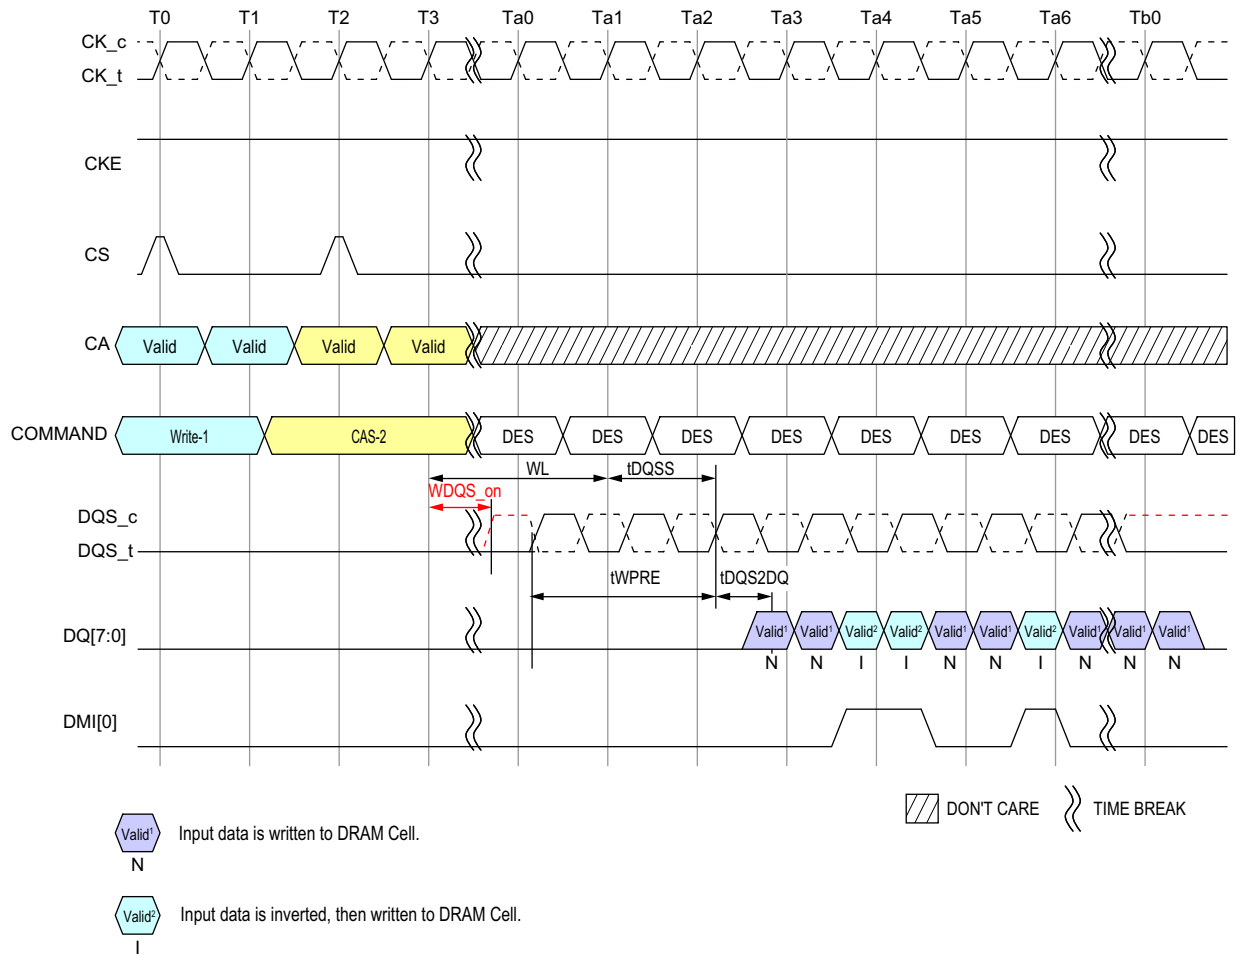 T0 T1 T2 T3 Ta0 Ta1 Ta2 Ta3 Ta4 Ta5 Ta6 Tb0
CK_c
CK_t
CKE
CS
CA Valid Valid Valid Valid
COMMAND Write-1 CAS-2 DES DES DES DES DES DES DES DES DES
WL tDQSS
WDQS_on
DQS_c
DQS_t
tWPRE tDQS2DQ
DQ[7:0] Valid¹ Valid¹ Valid² Valid² Valid¹ Valid¹ Valid² Valid¹ Valid¹ Valid¹
N N I I N N I N N N
DMI[0]
DON'T CARE TIME BREAK
Valid¹ Input data is written to DRAM Cell.
N
Valid² Input data is inverted, then written to DRAM Cell.
I